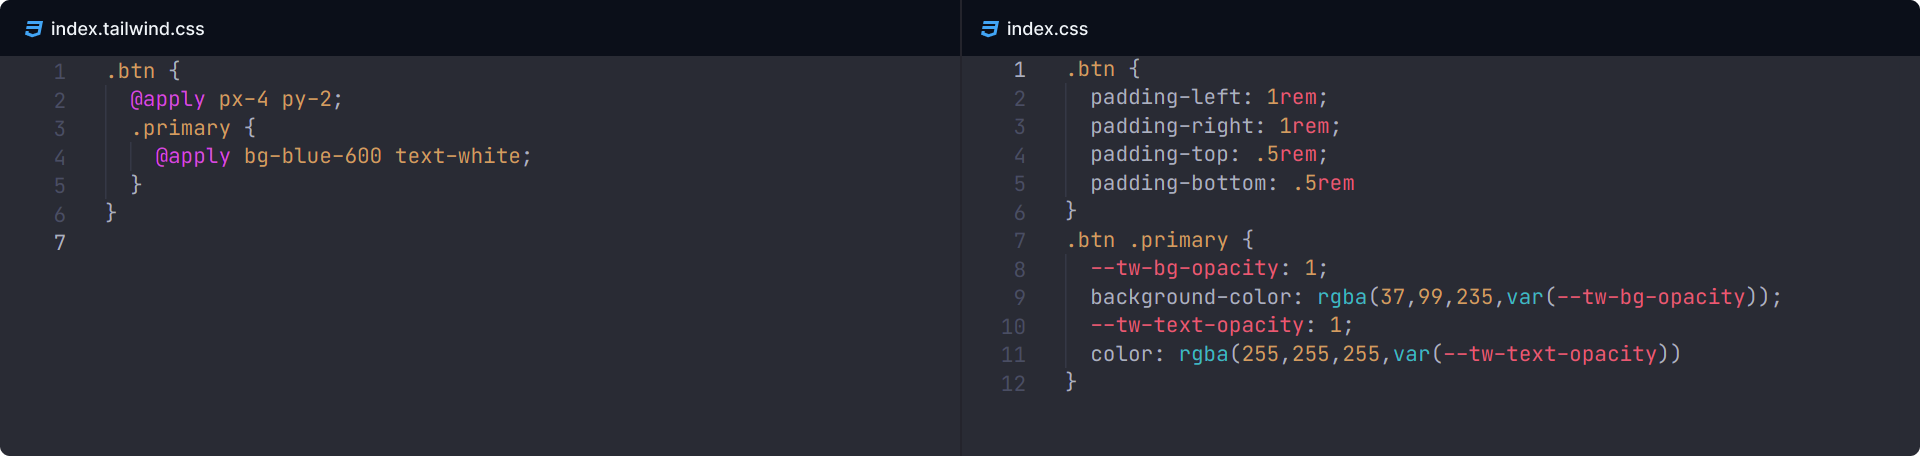 index.tailwind.css
1 .btn {
2 @apply px-4 py-2;
3 .primary {
4 @apply bg-blue-600 text-white;
5 }
6 }
7
index.css
1 .btn {
2 padding-left: 1rem;
3 padding-right: 1rem;
4 padding-top: .5rem;
5 padding-bottom: .5rem
6 }
7 .btn .primary {
8 --tw-bg-opacity: 1;
9 background-color: rgba(37,99,235,var(--tw-bg-opacity));
10 --tw-text-opacity: 1;
11 color: rgba(255,255,255,var(--tw-text-opacity))
12 }